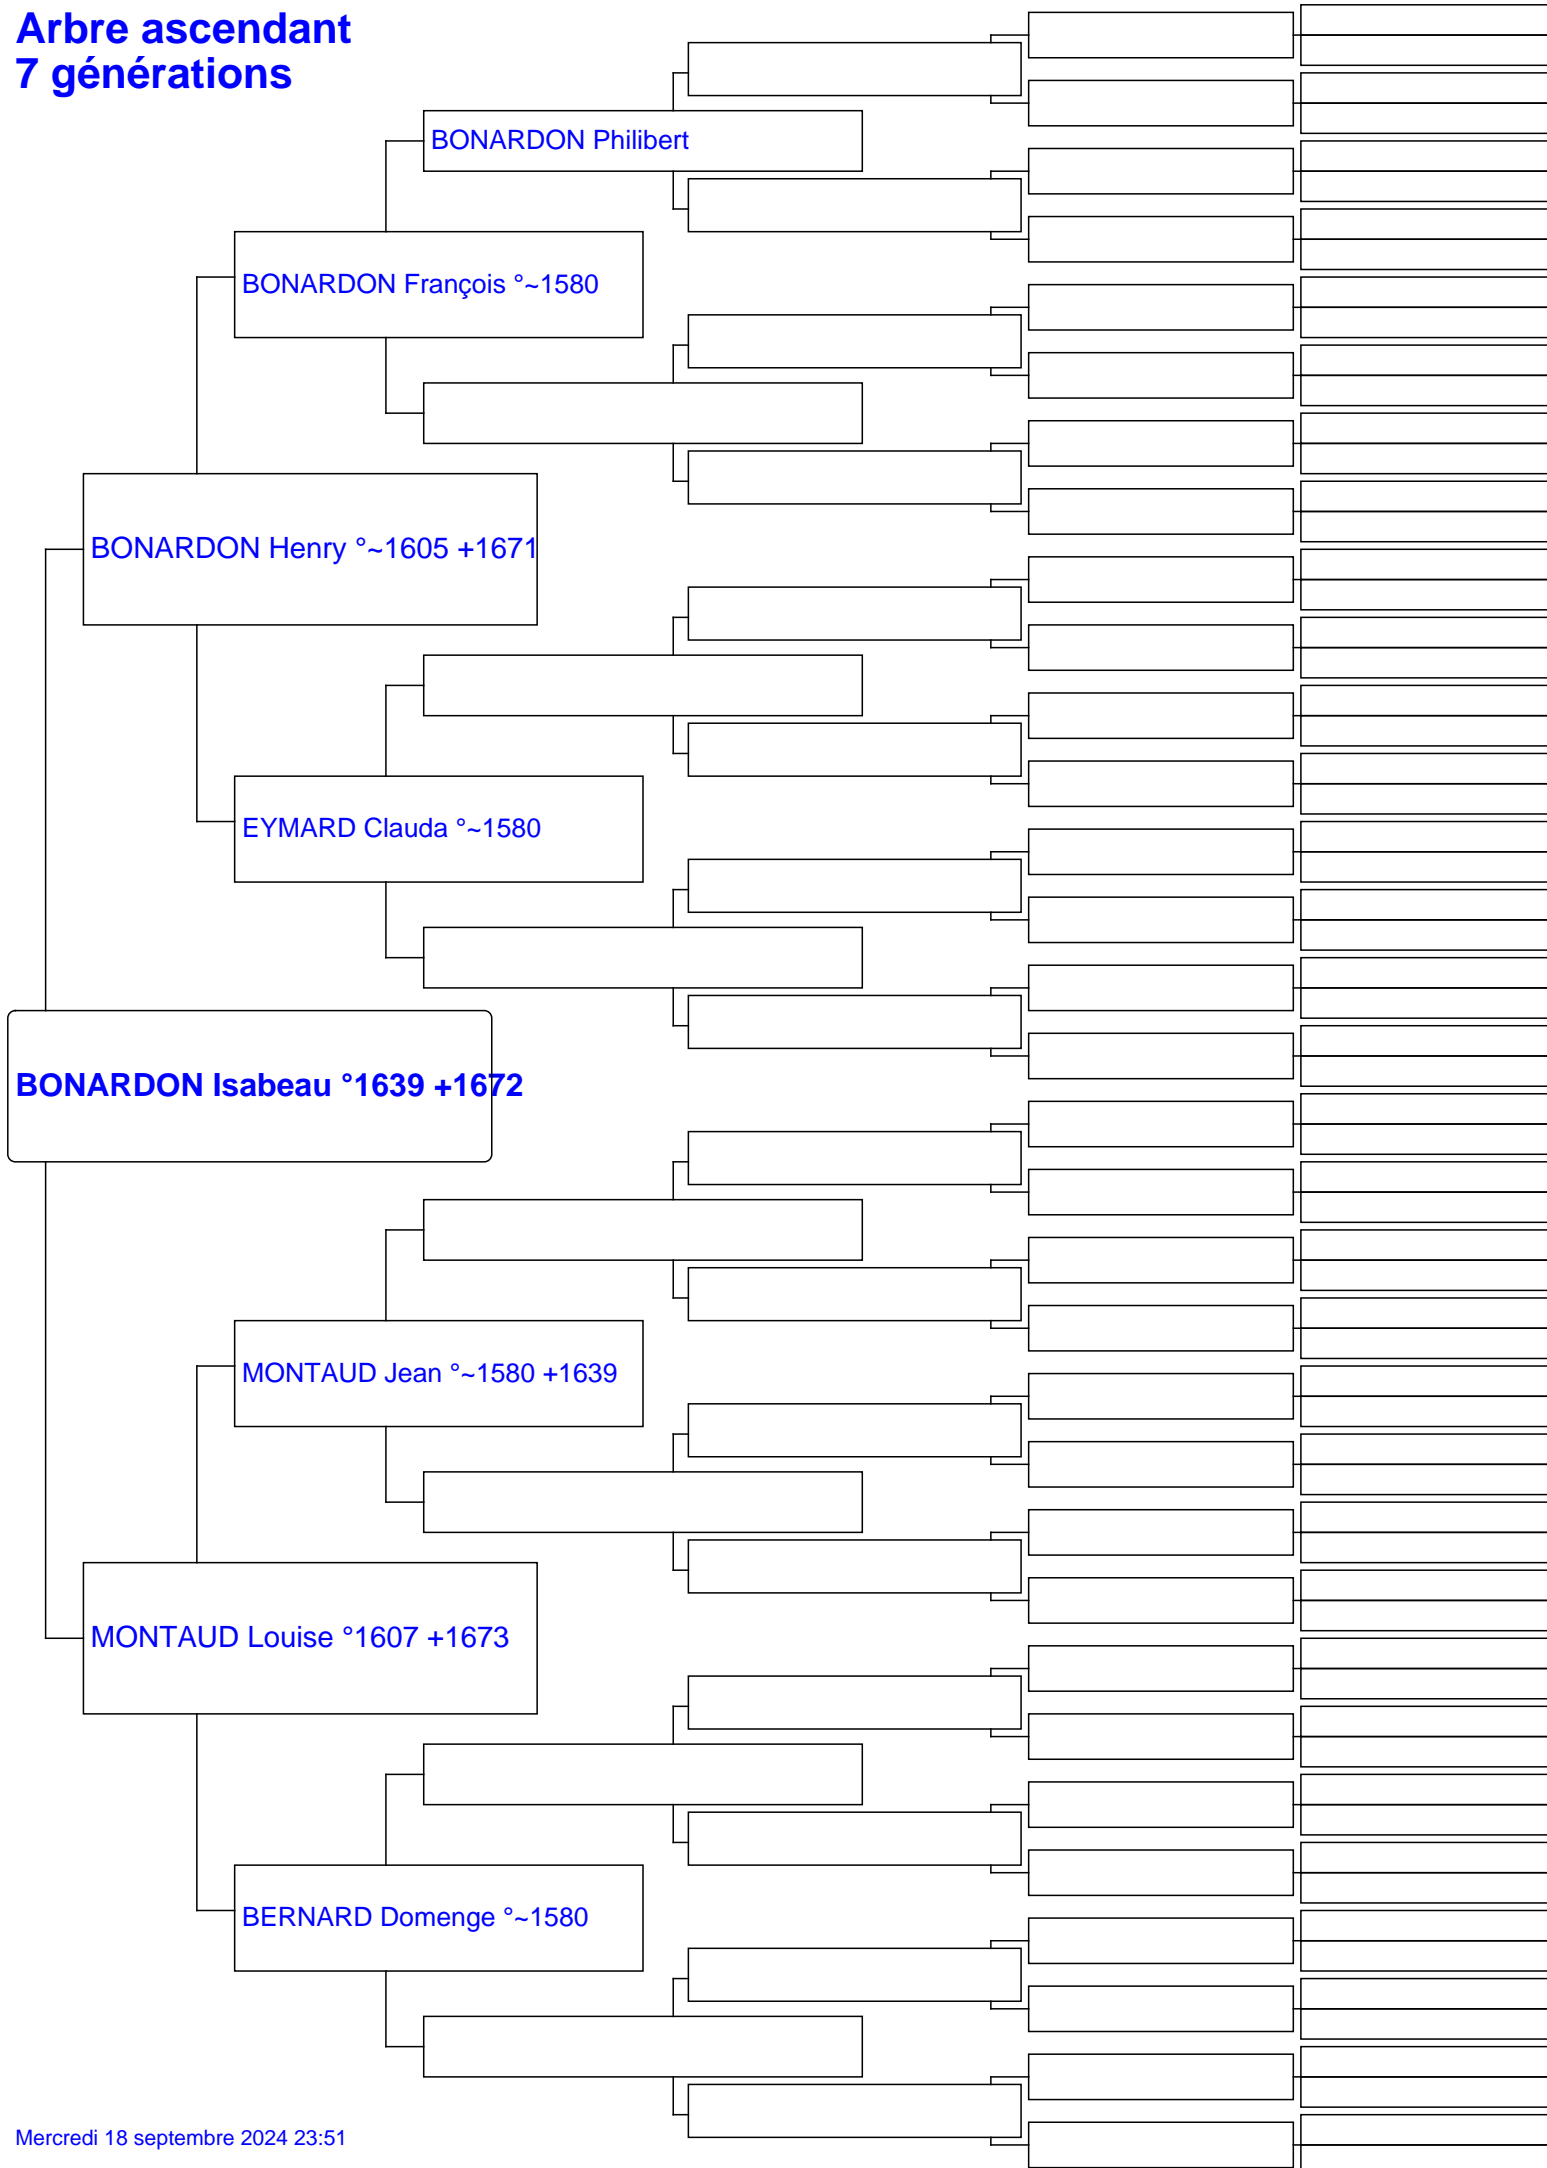 Arbre ascendant
7 générations
BONARDON Philibert
BONARDON François °~1580
BONARDON Henry °~1605 +1671
EYMARD Clauda °~1580
BONARDON Isabeau °1639 +1672
MONTAUD Jean °~1580 +1639
MONTAUD Louise °1607 +1673
BERNARD Domenge °~1580
Mercredi 18 septembre 2024 23:51